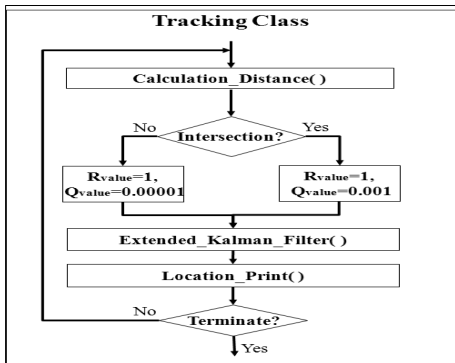 Tracking Class
Calculation_Distance( )
No
Intersection?
Yes
Rvalue=1,
Qvalue=0.00001
Rvalue=1,
Qvalue=0.001
Extended_Kalman_Filter( )
Location_Print( )
No
Terminate?
Yes